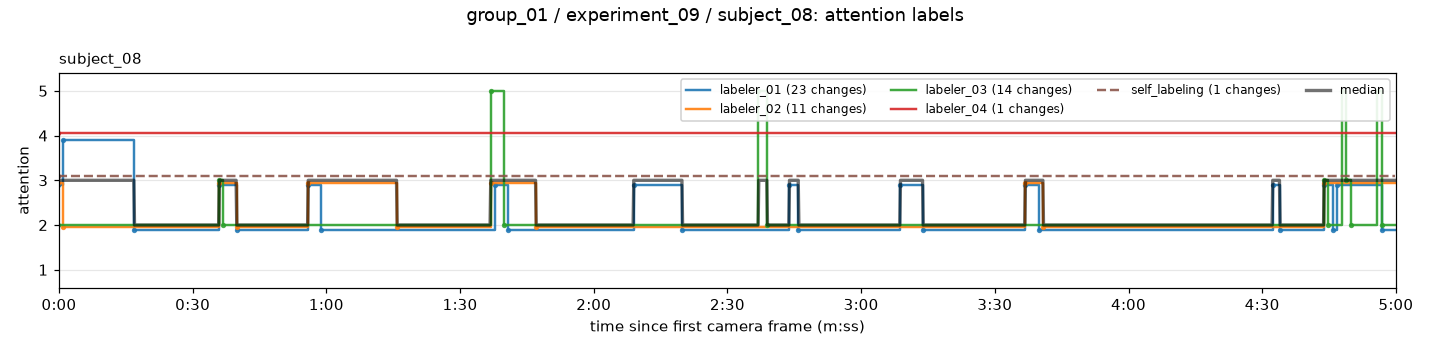 group_01 / experiment_09 / subject_08: attention labels
subject_08
labeler_01 (23 changes)
labeler_02 (11 changes)
labeler_03 (14 changes)
labeler_04 (1 changes)
self_labeling (1 changes)
median
attention
5
4
3
2
1
0:00 0:30 1:00 1:30 2:00 2:30 3:00 3:30 4:00 4:30 5:00
time since first camera frame (m:ss)